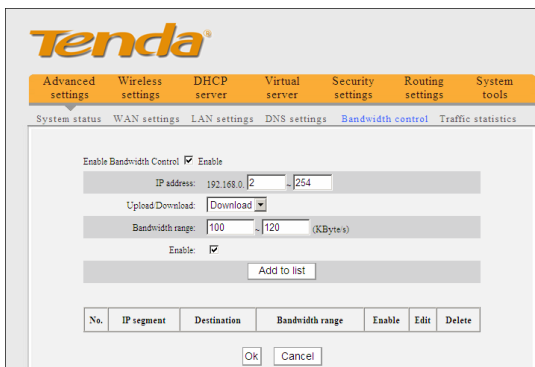 Tenda
Advanced settings Wireless settings DHCP server Virtual server Security settings Routing settings System tools
System status WAN settings LAN settings DNS settings Bandwidth control Traffic statistics
Enable Bandwidth Control Enable
IP address: 192.168.0. 2 ~ 254
Upload/Download: Download
Bandwidth range: 100 ~ 120 (KByte/s)
Enable:
Add to list
No. IP segment Destination Bandwidth range Enable Edit Delete
Ok Cancel